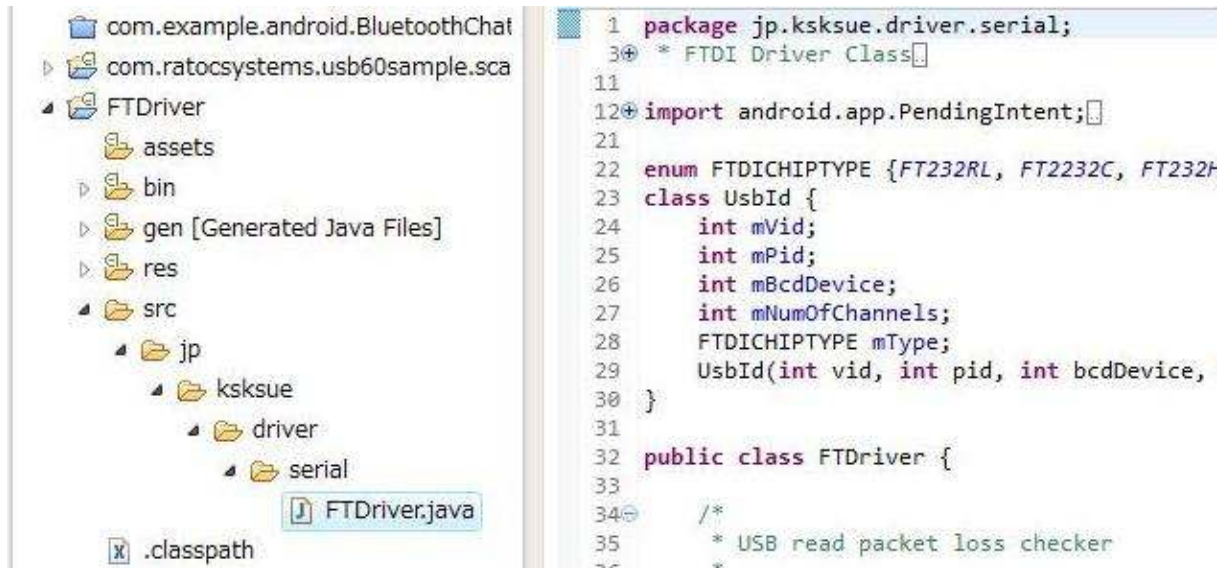 com.example.android.BluetoothChat
com.ratocsystems.usb60sample.sca
FTDriver
assets
bin
gen [Generated Java Files]
res
src
jp
ksksue
driver
serial
FTDriver.java
.classpath
1 package jp.ksksue.driver.serial;
3 * FTDI Driver Class
11
12 import android.app.PendingIntent;
21
22 enum FTDICHIPTYPE {FT232RL, FT2232C, FT232H
23 class UsbId {
24 int mVid;
25 int mPid;
26 int mBcdDevice;
27 int mNumOfChannels;
28 FTDICHIPTYPE mType;
29 UsbId(int vid, int pid, int bcdDevice,
30 }
31
32 public class FTDriver {
33
34 /*
35 * USB read packet loss checker